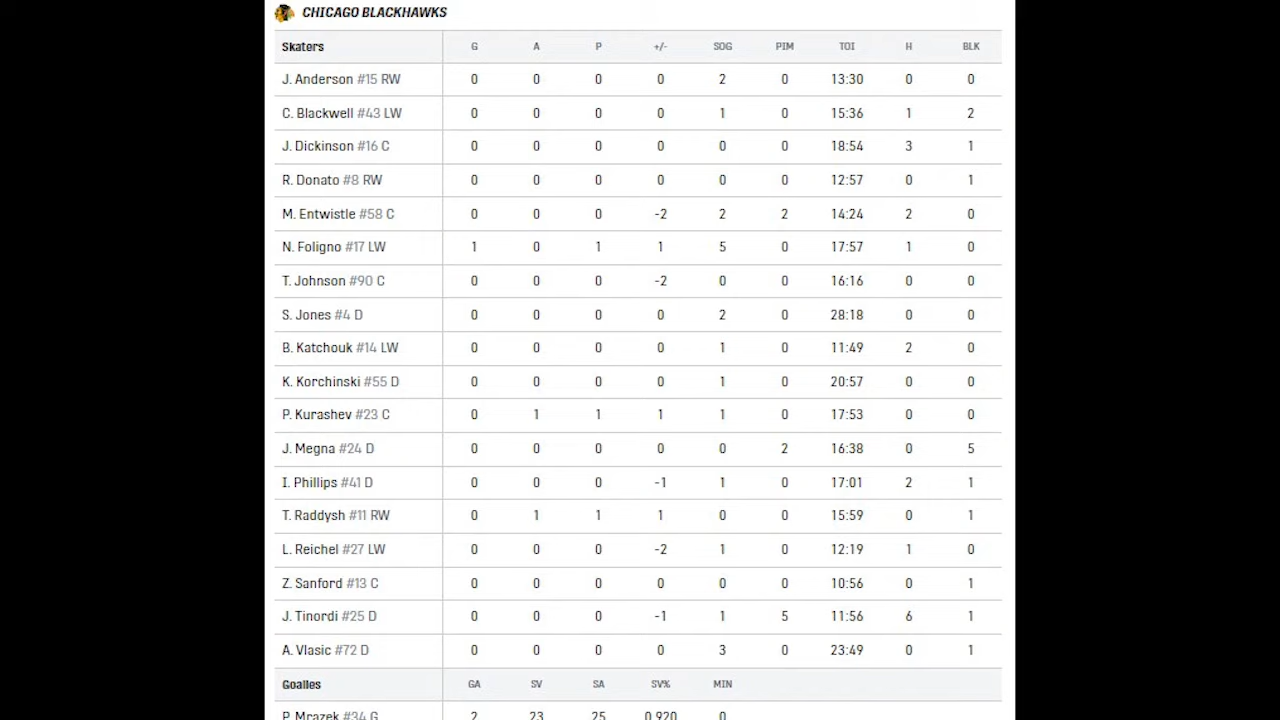 CHICAGO BLACKHAWKS
Skaters G A P +/- SOG PIM TOI H BLK
J. Anderson #15 RW 0 0 0 0 2 0 13:30 0 0
C. Blackwell #43 LW 0 0 0 0 1 0 15:36 1 2
J. Dickinson #16 C 0 0 0 0 0 0 18:54 3 1
R. Donato #8 RW 0 0 0 0 0 0 12:57 0 1
M. Entwistle #58 C 0 0 0 -2 2 2 14:24 2 0
N. Foligno #17 LW 1 0 1 1 5 0 17:57 1 0
T. Johnson #90 C 0 0 0 -2 0 0 16:16 0 0
S. Jones #4 D 0 0 0 0 2 0 28:18 0 0
B. Katchouk #14 LW 0 0 0 0 1 0 11:49 2 0
K. Korchinski #55 D 0 0 0 0 1 0 20:57 0 0
P. Kurashev #23 C 0 1 1 1 1 0 17:53 0 0
J. Megna #24 D 0 0 0 0 0 2 16:38 0 5
I. Phillips #41 D 0 0 0 -1 1 0 17:01 2 1
T. Raddysh #11 RW 0 1 1 1 0 0 15:59 0 1
L. Reichel #27 LW 0 0 0 -2 1 0 12:19 1 0
Z. Sanford #13 C 0 0 0 0 0 0 10:56 0 1
J. Tinordi #25 D 0 0 0 -1 1 5 11:56 6 1
A. Vlasic #72 D 0 0 0 0 3 0 23:49 0 1
Goalies GA SV SA SV% MIN
P. Mrazek #34 G 2 23 25 0.920 0